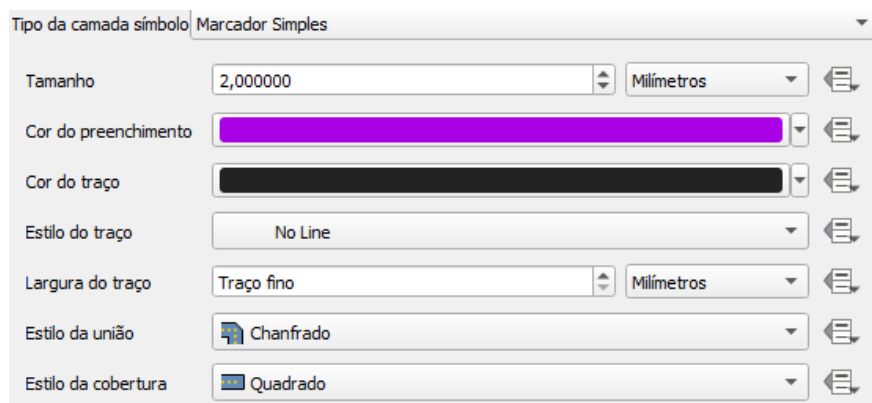 Tipo da camada símbolo Marcador Simples
Tamanho 2,000000 Milímetros
Cor do preenchimento
Cor do traço
Estilo do traço No Line
Largura do traço Traço fino Milímetros
Estilo da união Chanfrado
Estilo da cobertura Quadrado